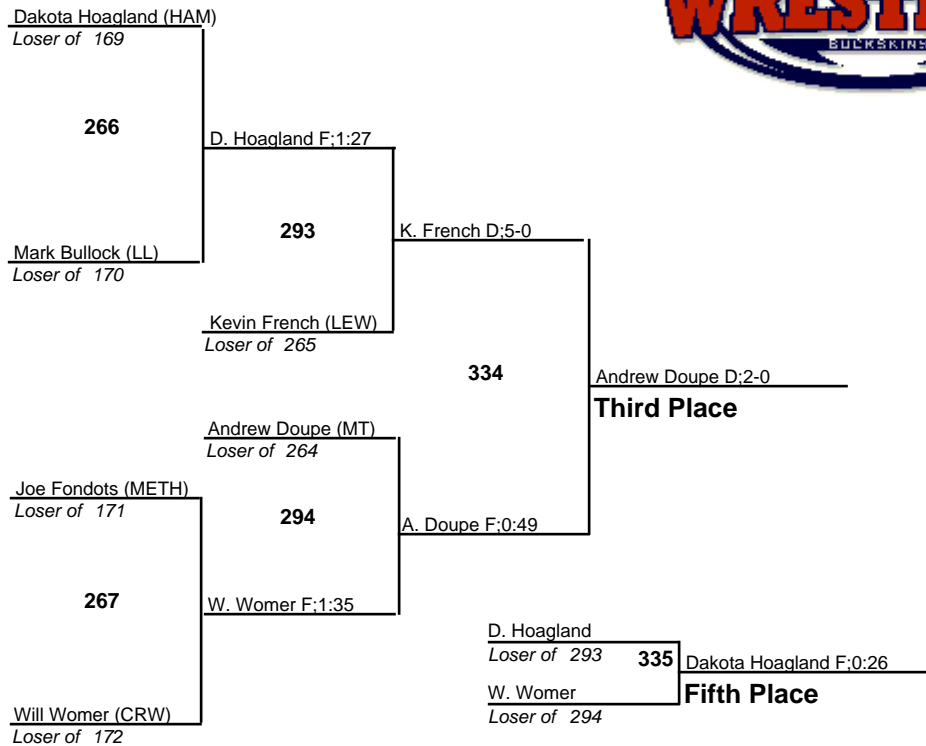 Dakota Hoagland (HAM)
Loser of 169
266
D. Hoagland F;1:27
Mark Bullock (LL)
Loser of 170
293
K. French D;5-0
Kevin French (LEW)
Loser of 265
334
Andrew Doupe D;2-0
Third Place
Andrew Doupe (MT)
Loser of 264
Joe Fondots (METH)
Loser of 171
294
A. Doupe F;0:49
267
W. Womer F;1:35
Will Womer (CRW)
Loser of 172
D. Hoagland
Loser of 293
335
Dakota Hoagland F;0:26
Fifth Place
W. Womer
Loser of 294
BUCKSKINS